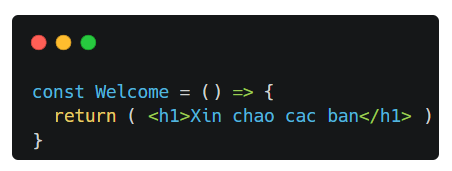 const Welcome = () => {
  return ( <h1>Xin chao cac ban</h1> )
}